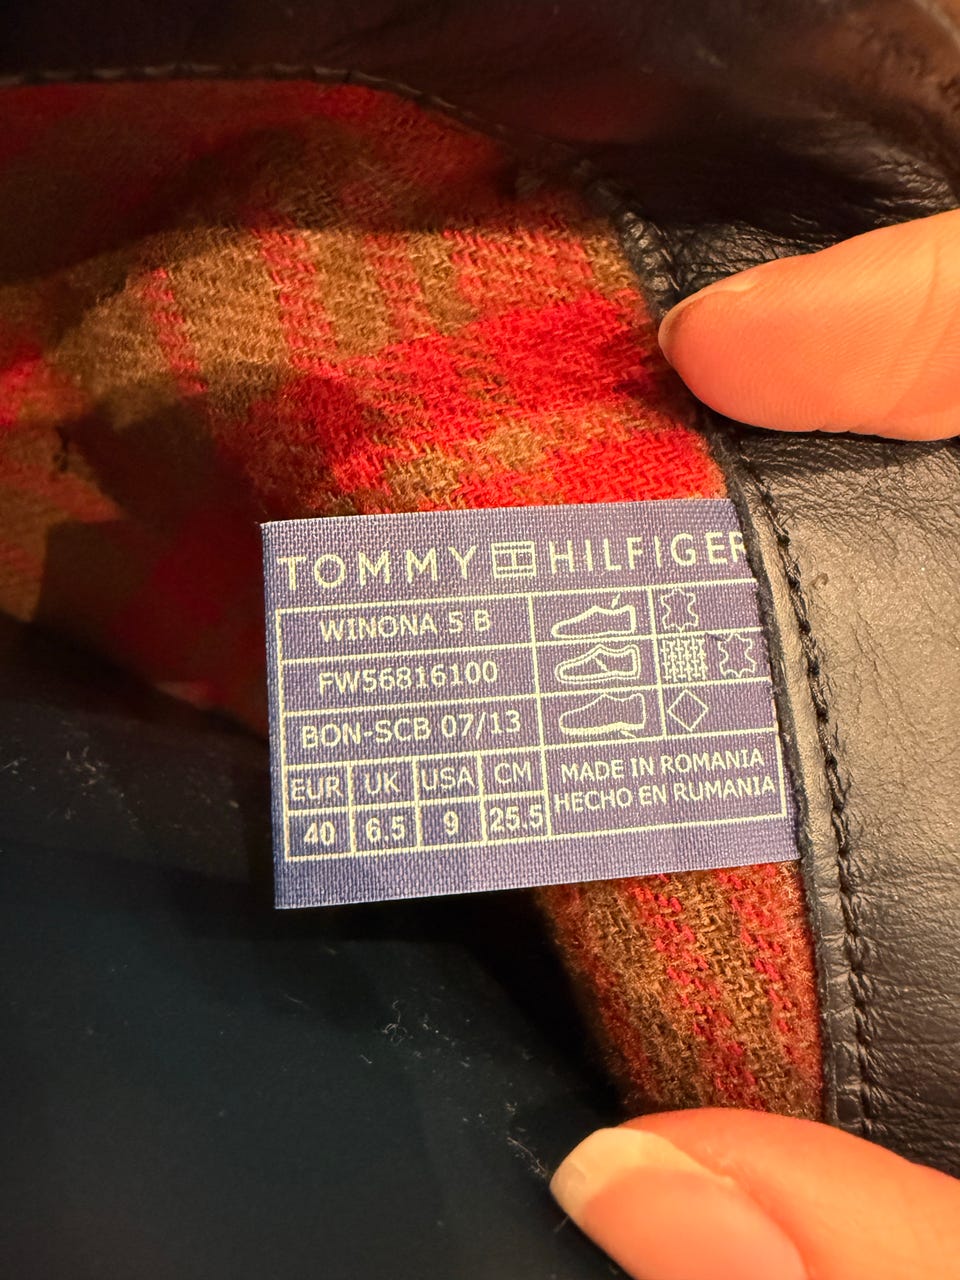 TOMMY HILFIGER
WINONA 5 B
FW56816100
BON-SCB 07/13
EUR UK USA CM
40 6.5 9 25.5
MADE IN ROMANIA
HECHO EN RUMANIA